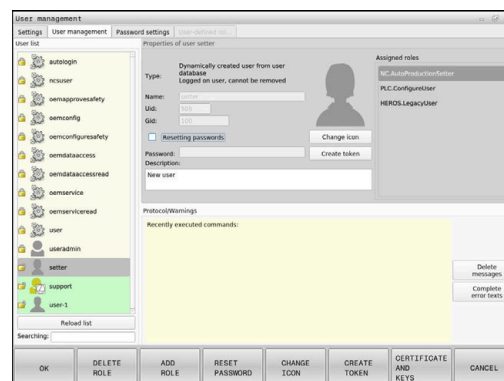 User management
Settings
User management
Password settings
User list
Properties of user setter
autologin
ncsuser
oemapprovesafety
oemconfig
oemconfiguresafety
oemdataaccess
oemdataaccessread
oemservice
oemserviceread
user
useradmin
setter
support
user-1
Reload list
Searching:
Type:
Dynamically created user from user
database
Logged on user, cannot be removed
Name:
setter
Uid:
Gid:
100
Resetting passwords
Password:
Description:
New user
Change icon
Create token
Assigned roles
NC.AutoProductionSetter
PLC.ConfigureUser
HEROS.LegacyUser
Protocol/Warnings
Recently executed commands:
Delete
messages
Complete
error texts
OK
DELETE
ROLE
ADD
ROLE
RESET
PASSWORD
CHANGE
ICON
CREATE
TOKEN
CERTIFICATE
AND
KEYS
CANCEL